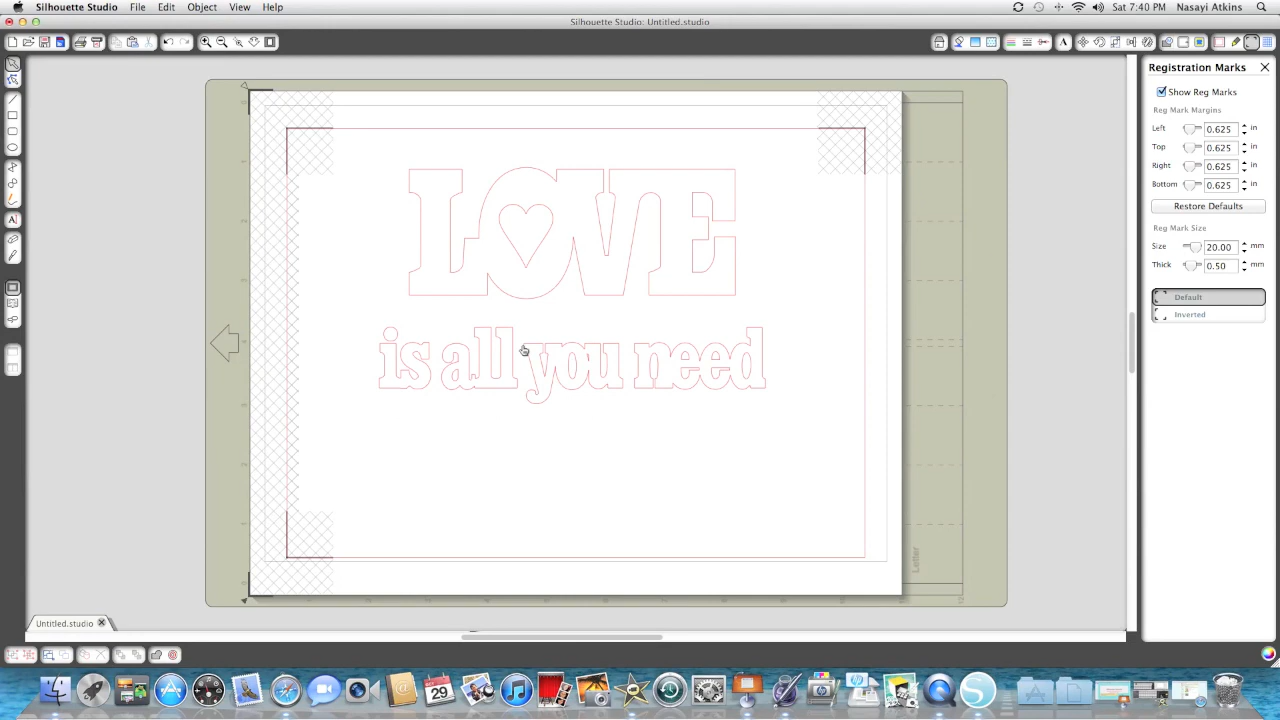 Silhouette Studio File Edit Object View Help Sat 7:40 PM Nasayi Atkins
Silhouette Studio: Untitled.studio
Registration Marks
Show Reg Marks
Reg Mark Margins
Left 0.625 in
Top 0.625 in
Right 0.625 in
Bottom 0.625 in
Restore Defaults
Reg Mark Size
Size 20.00 mm
Thick 0.50 mm
Default
Inverted
LOVE
is all you need
Letter
Untitled.studio